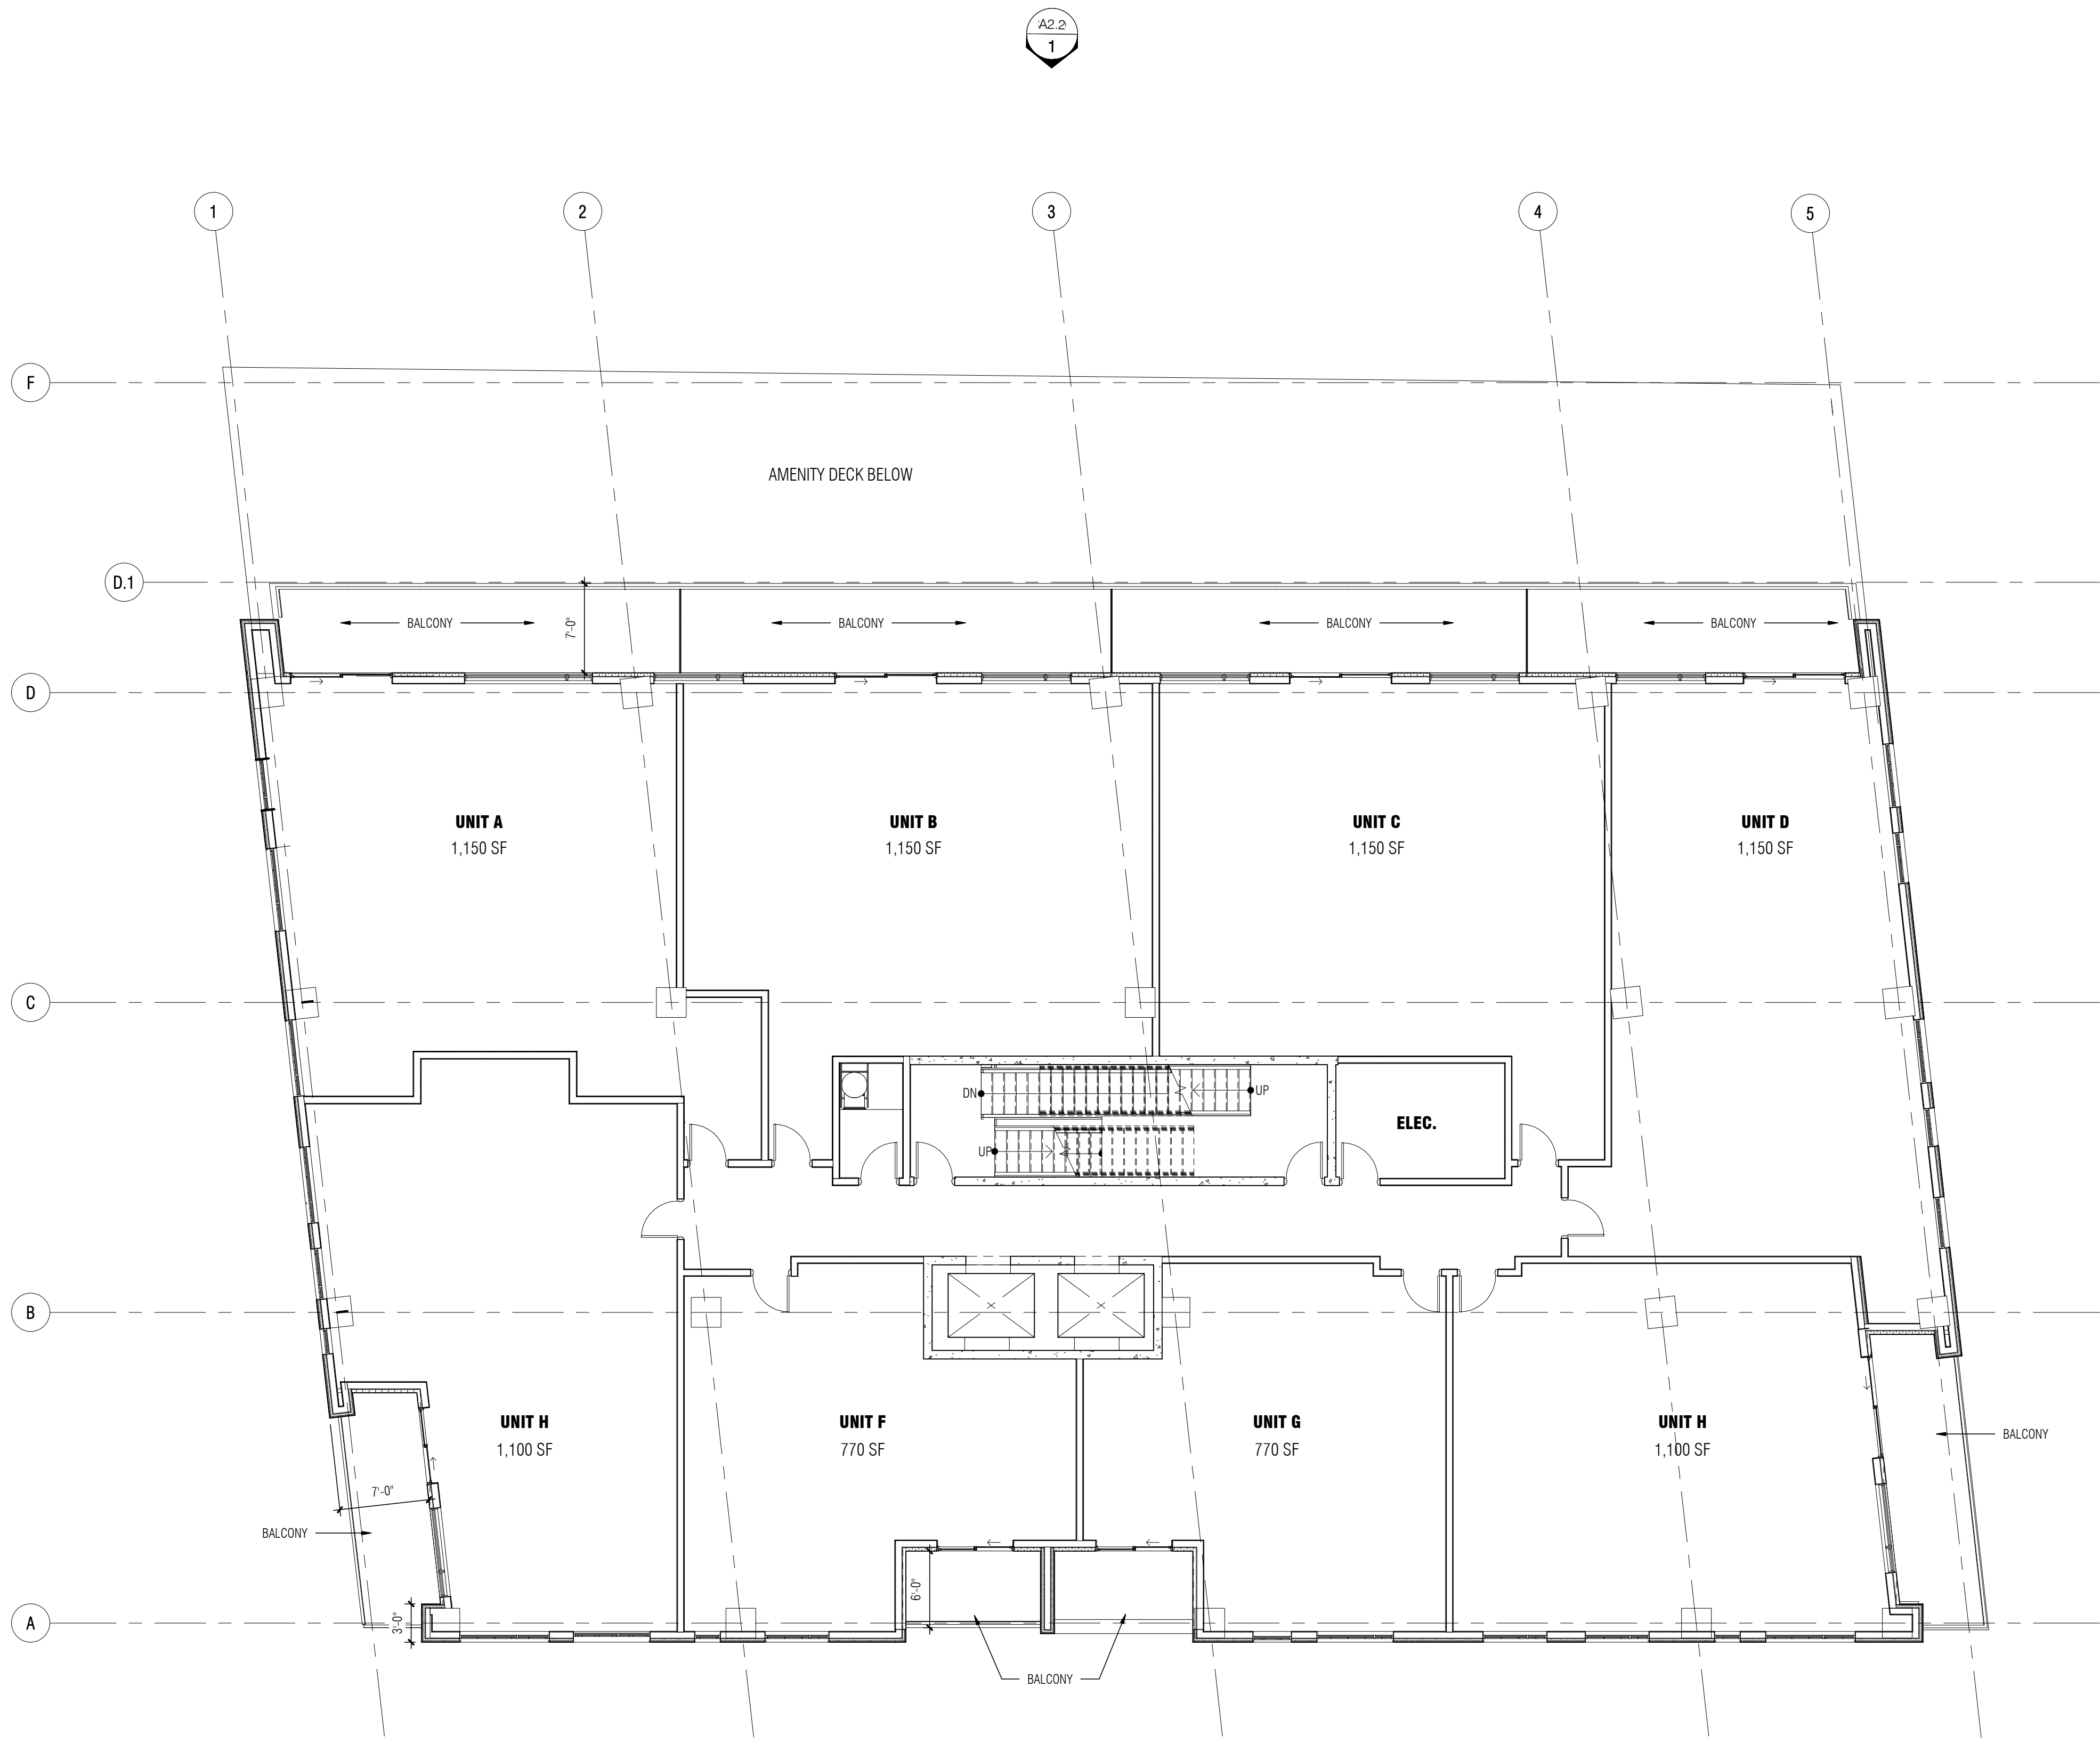 A2.2
1
1
2
3
4
5
F
AMENITY DECK BELOW
D.1
BALCONY
7'-0"
BALCONY
BALCONY
BALCONY
D
UNIT A
1,150 SF
UNIT B
1,150 SF
UNIT C
1,150 SF
UNIT D
1,150 SF
C
DN
UP
ELEC.
UP
B
UNIT H
1,100 SF
UNIT F
770 SF
UNIT G
770 SF
UNIT H
1,100 SF
BALCONY
7'-0"
BALCONY
6'-0"
3'-0"
A
BALCONY